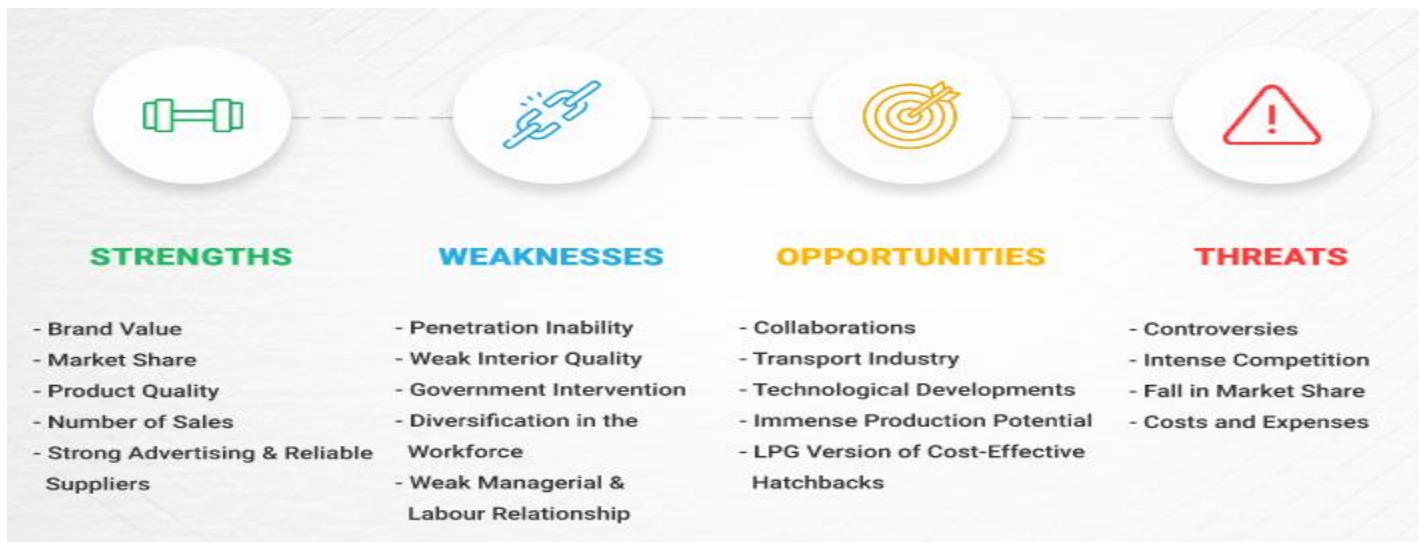 STRENGTHS
- Brand Value
- Market Share
- Product Quality
- Number of Sales
- Strong Advertising & Reliable
Suppliers
WEAKNESSES
- Penetration Inability
- Weak Interior Quality
- Government Intervention
- Diversification in the
Workforce
- Weak Managerial &
Labour Relationship
OPPORTUNITIES
- Collaborations
- Transport Industry
- Technological Developments
- Immense Production Potential
- LPG Version of Cost-Effective
Hatchbacks
THREATS
- Controversies
- Intense Competition
- Fall in Market Share
- Costs and Expenses